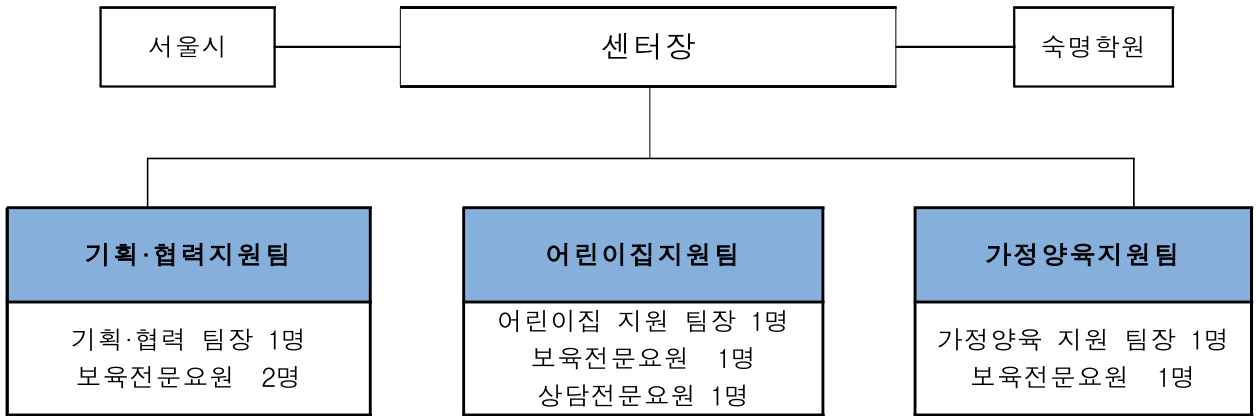 서울시
센터장
숙명학원
기획·협력지원팀
기획·협력 팀장 1명
보육전문요원 2명
어린이집지원팀
어린이집 지원 팀장 1명
보육전문요원 1명
상담전문요원 1명
가정양육지원팀
가정양육 지원 팀장 1명
보육전문요원 1명